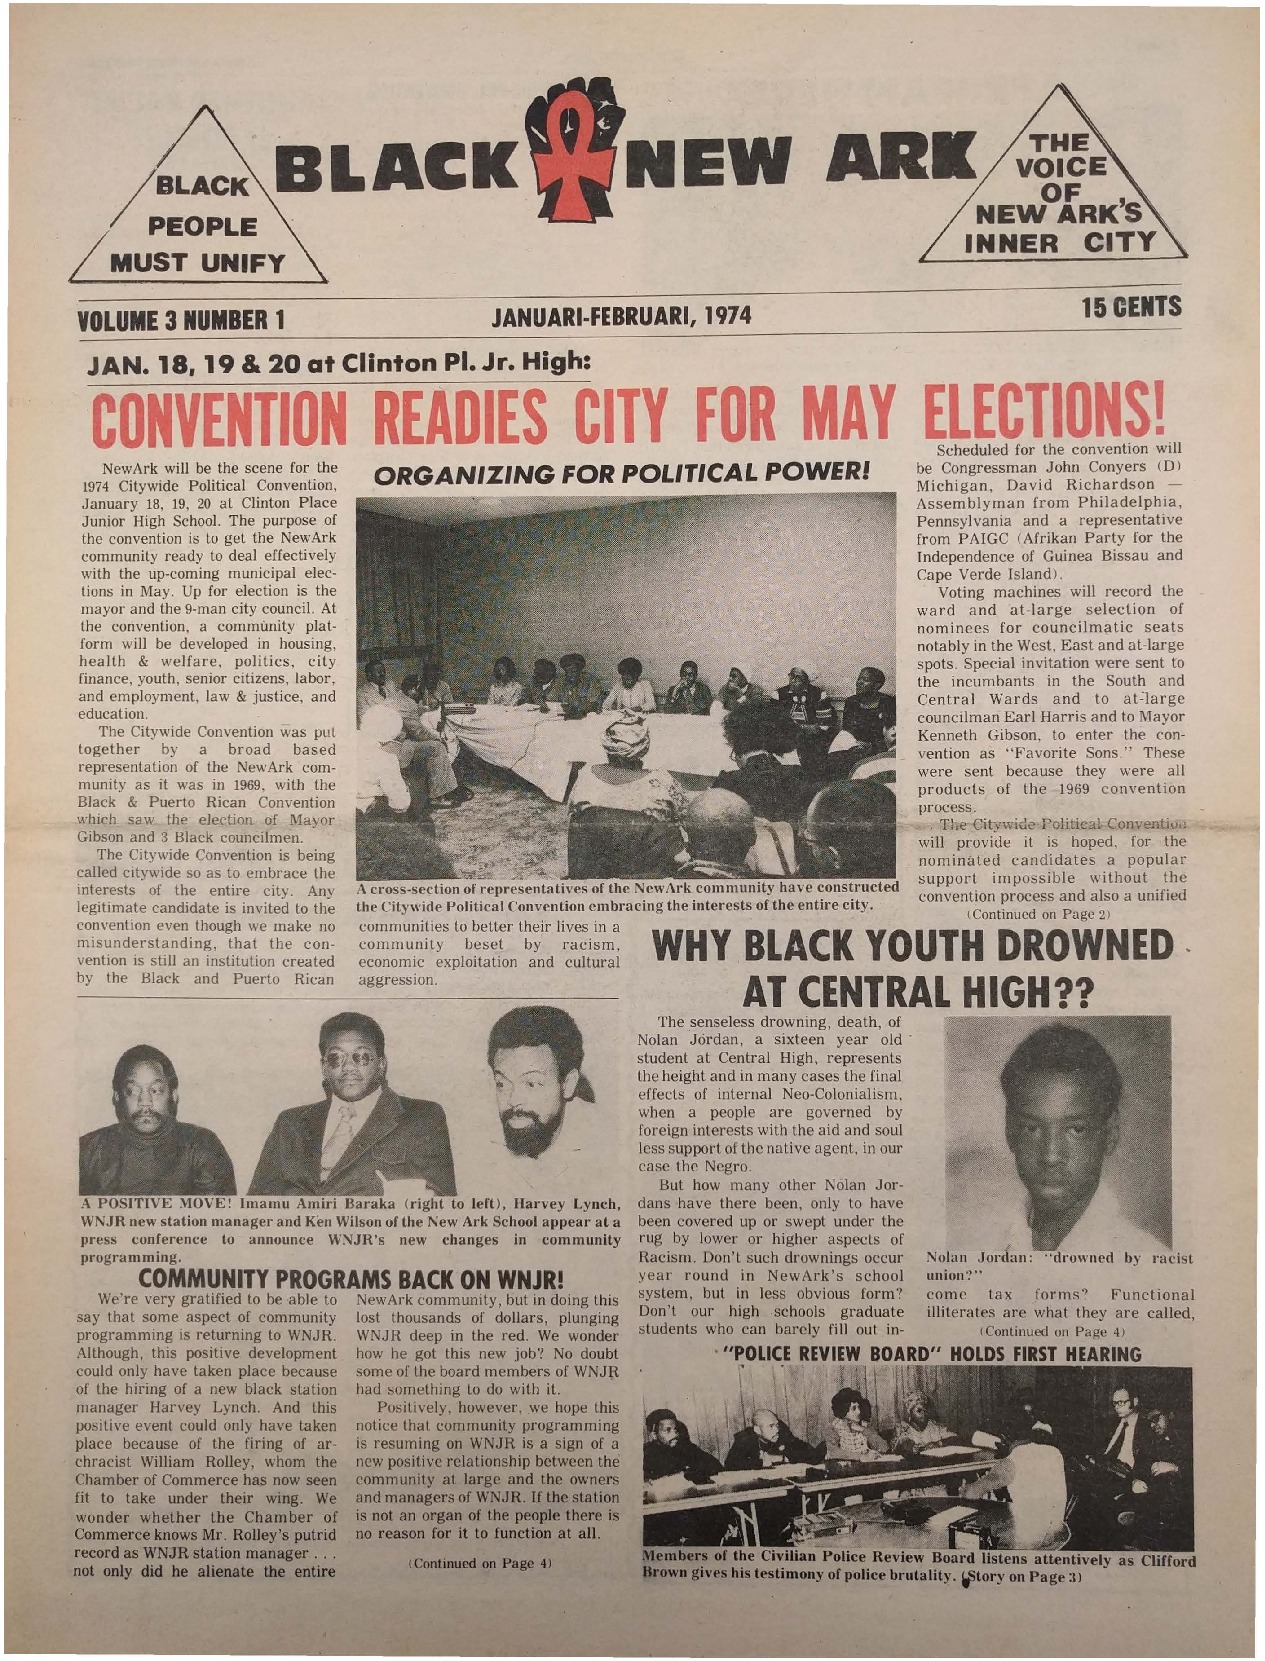 BLACK
PEOPLE
MUST UNIFY
BLACK NEW ARK
THE
VOICE
OF
NEW ARK'S
INNER CITY
VOLUME 3 NUMBER 1
JANUARI-FEBRUARI, 1974
15 CENTS
JAN. 18, 19 & 20 at Clinton Pl. Jr. High:
CONVENTION READIES CITY FOR MAY ELECTIONS!
NewArk will be the scene for the
1974 Citywide Political Convention,
January 18, 19, 20 at Clinton Place
Junior High School. The purpose of
the convention is to get the NewArk
community ready to deal effectively
with the up-coming municipal elec-
tions in May. Up for election is the
mayor and the 9-man city council. At
the convention, a community plat-
form will be developed in housing,
health & welfare, politics, city
finance, youth, senior citizens, labor,
and employment, law & justice, and
education.
The Citywide Convention was put
together by a broad based
representation of the NewArk com-
munity as it was in 1969, with the
Black & Puerto Rican Convention
which saw the election of Mayor
Gibson and 3 Black councilmen.
The Citywide Convention is being
called citywide so as to embrace the
interests of the entire city. Any
legitimate candidate is invited to the
convention even though we make no
misunderstanding, that the con-
vention is still an institution created
by the Black and Puerto Rican
ORGANIZING FOR POLITICAL POWER!
A cross-section of representatives of the NewArk community have constructed
the Citywide Political Convention embracing the interests of the entire city.
communities to better their lives in a
community beset by racism,
economic exploitation and cultural
aggression.
Scheduled for the convention will
be Congressman John Conyers (D)
Michigan, David Richardson —
Assemblyman from Philadelphia,
Pennsylvania and a representative
from PAIGC (Afrikan Party for the
Independence of Guinea Bissau and
Cape Verde Island).
Voting machines will record the
ward and at-large selection of
nominees for councilmatic seats
notably in the West, East and at-large
spots. Special invitation were sent to
the incumbents in the South and
Central Wards and to at-large
councilman Earl Harris and to Mayor
Kenneth Gibson, to enter the con-
vention as "Favorite Sons." These
were sent because they were all
products of the 1969 convention
process.
The Citywide Political Convention
will provide it is hoped, for the
nominated candidates a popular
support impossible without the
convention process and also a unified
(Continued on Page 2)
A POSITIVE MOVE! Imamu Amiri Baraka (right to left), Harvey Lynch,
WNJR new station manager and Ken Wilson of the New Ark School appear at a
press conference to announce WNJR's new changes in community
programming.
COMMUNITY PROGRAMS BACK ON WNJR!
We're very gratified to be able to
say that some aspect of community
programming is returning to WNJR.
Although, this positive development
could only have taken place because
of the hiring of a new black station
manager Harvey Lynch. And this
positive event could only have taken
place because of the firing of ar-
chracist William Rolley, whom the
Chamber of Commerce has now seen
fit to take under their wing. We
wonder whether the Chamber of
Commerce knows Mr. Rolley's putrid
record as WNJR station manager . . .
not only did he alienate the entire
NewArk community, but in doing this
lost thousands of dollars, plunging
WNJR deep in the red. We wonder
how he got this new job? No doubt
some of the board members of WNJR
had something to do with it.
Positively, however, we hope this
notice that community programming
is resuming on WNJR is a sign of a
new positive relationship between the
community at large and the owners
and managers of WNJR. If the station
is not an organ of the people there is
no reason for it to function at all.
(Continued on Page 4)
WHY BLACK YOUTH DROWNED
AT CENTRAL HIGH??
The senseless drowning, death, of
Nolan Jordan, a sixteen year old
student at Central High, represents
the height and in many cases the final
effects of internal Neo-Colonialism,
when a people are governed by
foreign interests with the aid and soul
less support of the native agent, in our
case the Negro.
But how many other Nolan Jor-
dans have there been, only to have
been covered up or swept under the
rug by lower or higher aspects of
Racism. Don't such drownings occur
year round in NewArk's school
system, but in less obvious form?
Don't our high schools graduate
students who can barely fill out in-
Nolan Jordan: "drowned by racist
union?"
come tax forms? Functional
illiterates are what they are called,
(Continued on Page 4)
"POLICE REVIEW BOARD" HOLDS FIRST HEARING
Members of the Civilian Police Review Board listens attentively as Clifford
Brown gives his testimony of police brutality. (Story on Page 3)